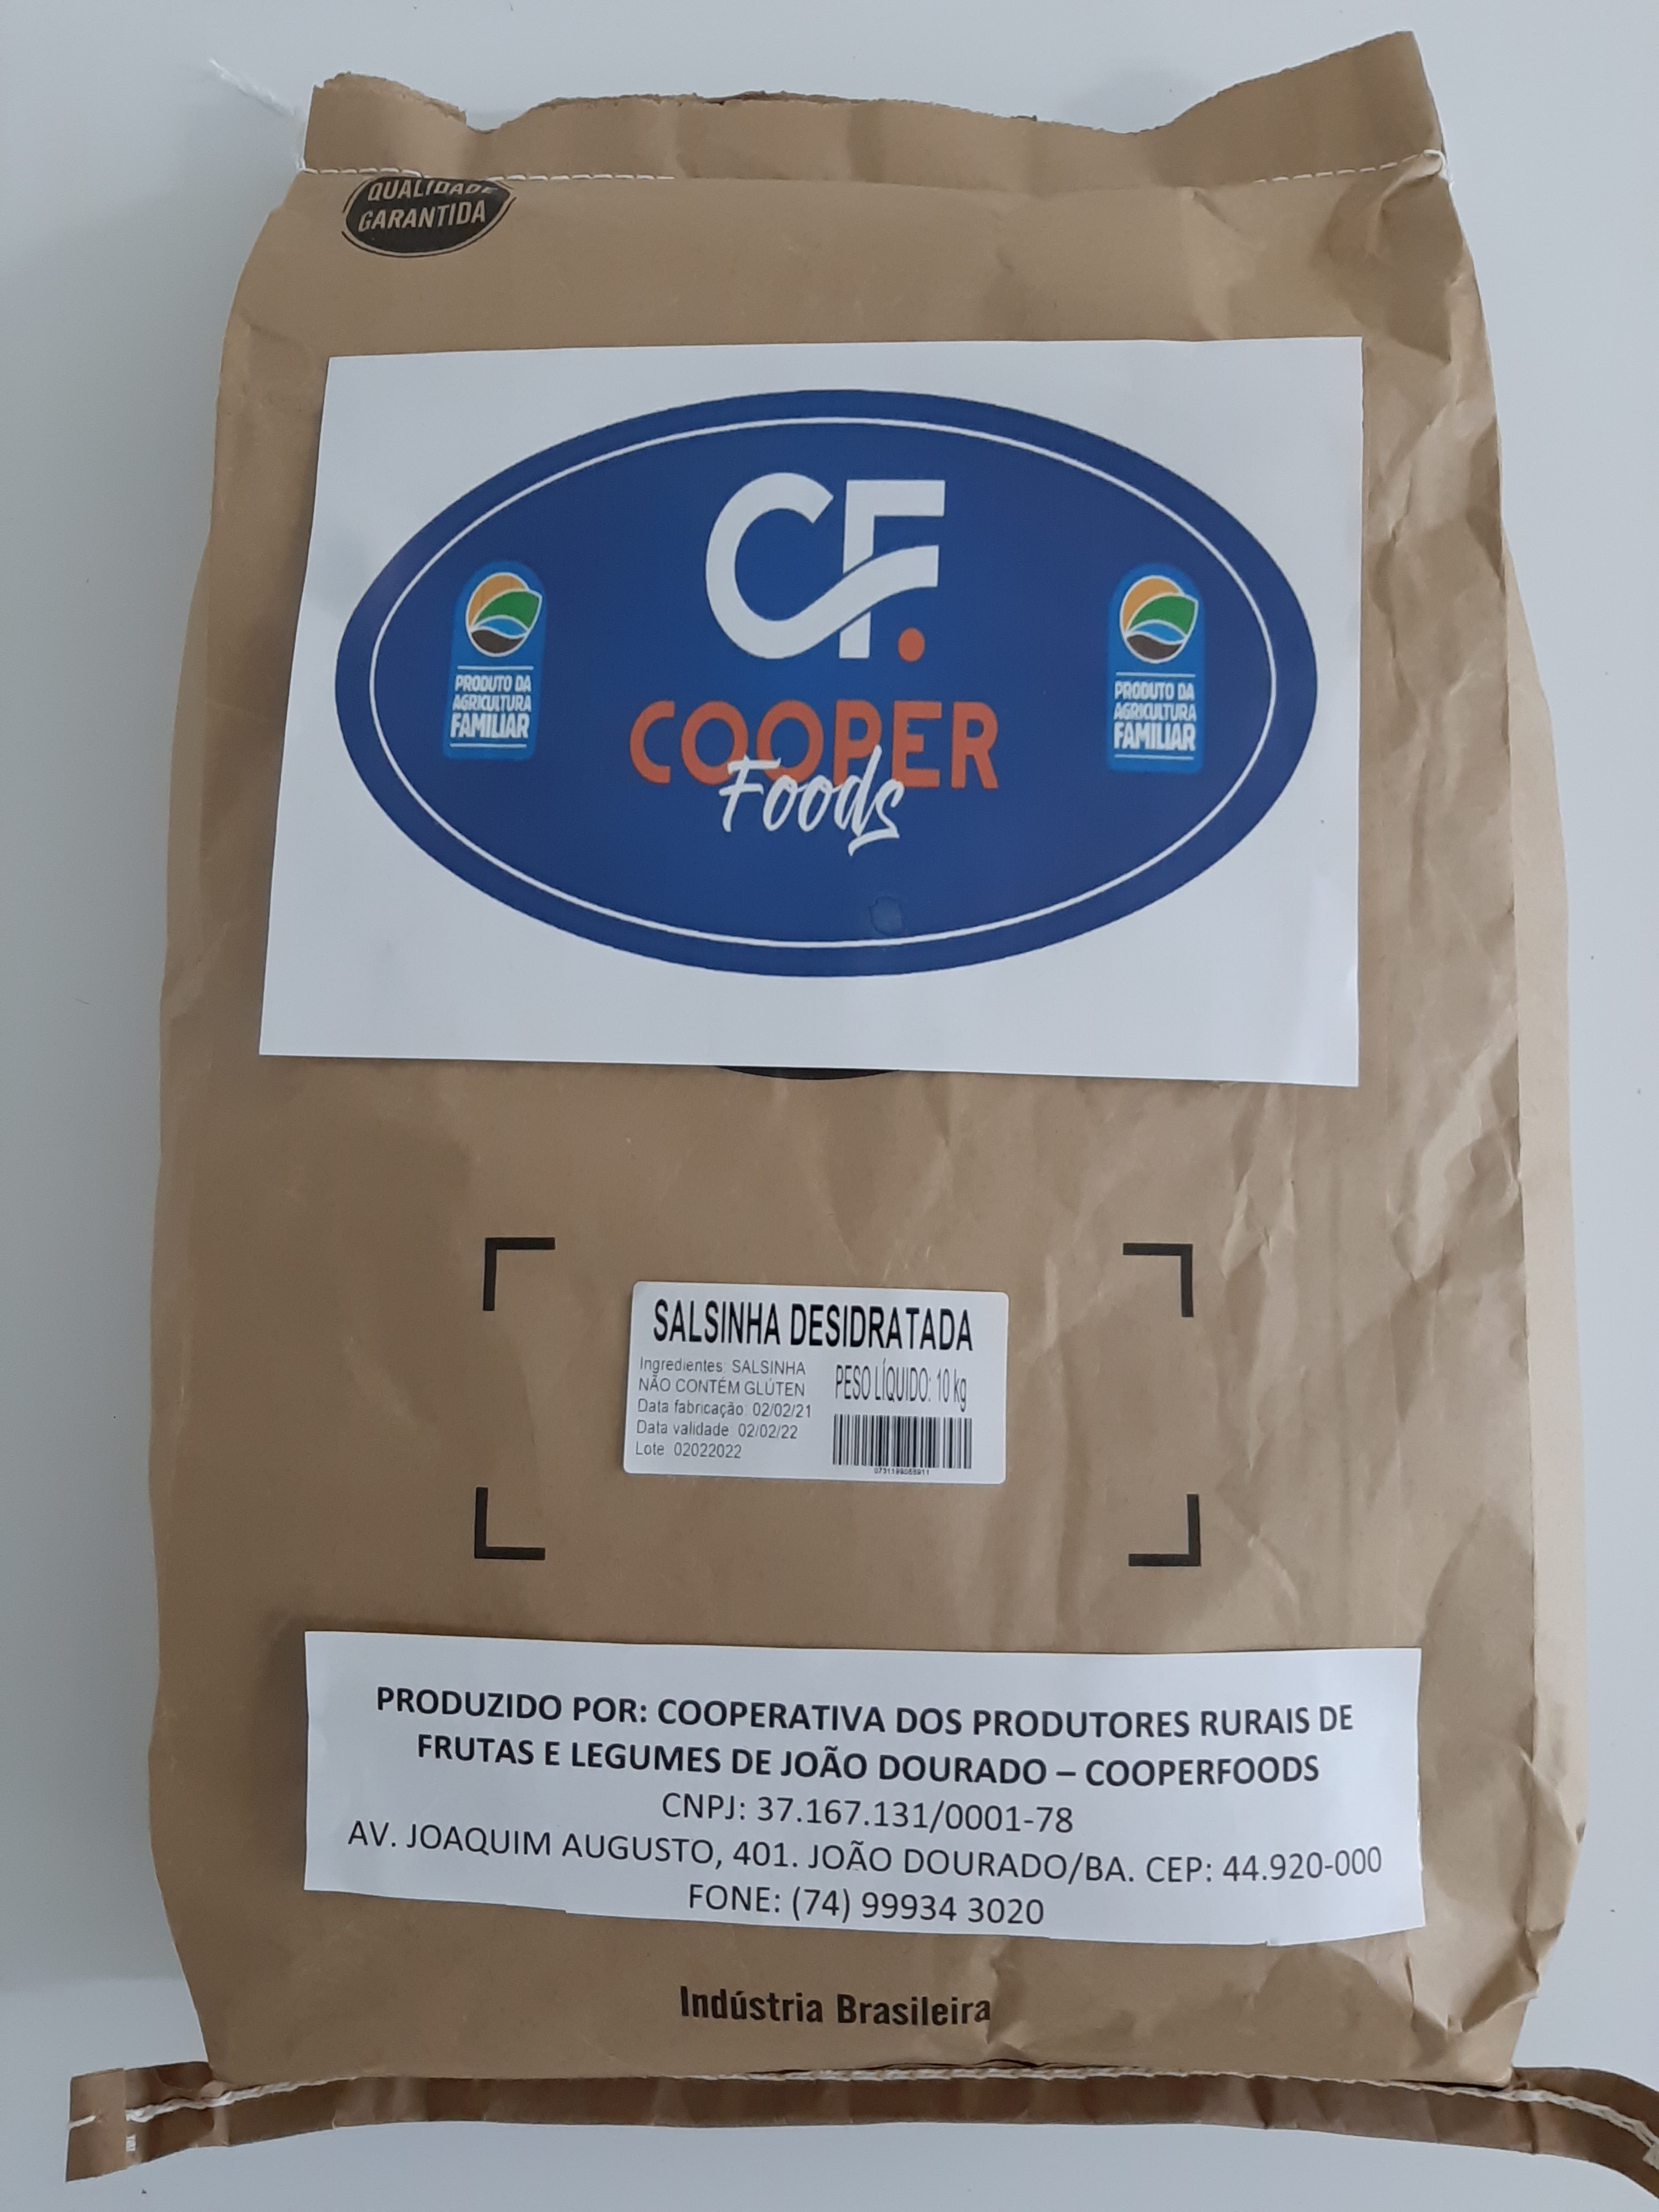 QUALIDADE
GARANTIDA
CF.
COOPER
Foods
PRODUTO DA
AGRICULTURA
FAMILIAR
PRODUTO DA
AGRICULTURA
FAMILIAR
SALSINHA DESIDRATADA
Ingredientes: SALSINHA
NÃO CONTÉM GLÚTEN
Data fabricação: 02/02/21
Data validade: 02/02/22
Lote: 02022022
PESO LÍQUIDO: 10 kg
PRODUZIDO POR: COOPERATIVA DOS PRODUTORES RURAIS DE
FRUTAS E LEGUMES DE JOÃO DOURADO – COOPERFOODS
CNPJ: 37.167.131/0001-78
AV. JOAQUIM AUGUSTO, 401. JOÃO DOURADO/BA. CEP: 44.920-000
FONE: (74) 99934 3020
Indústria Brasileira